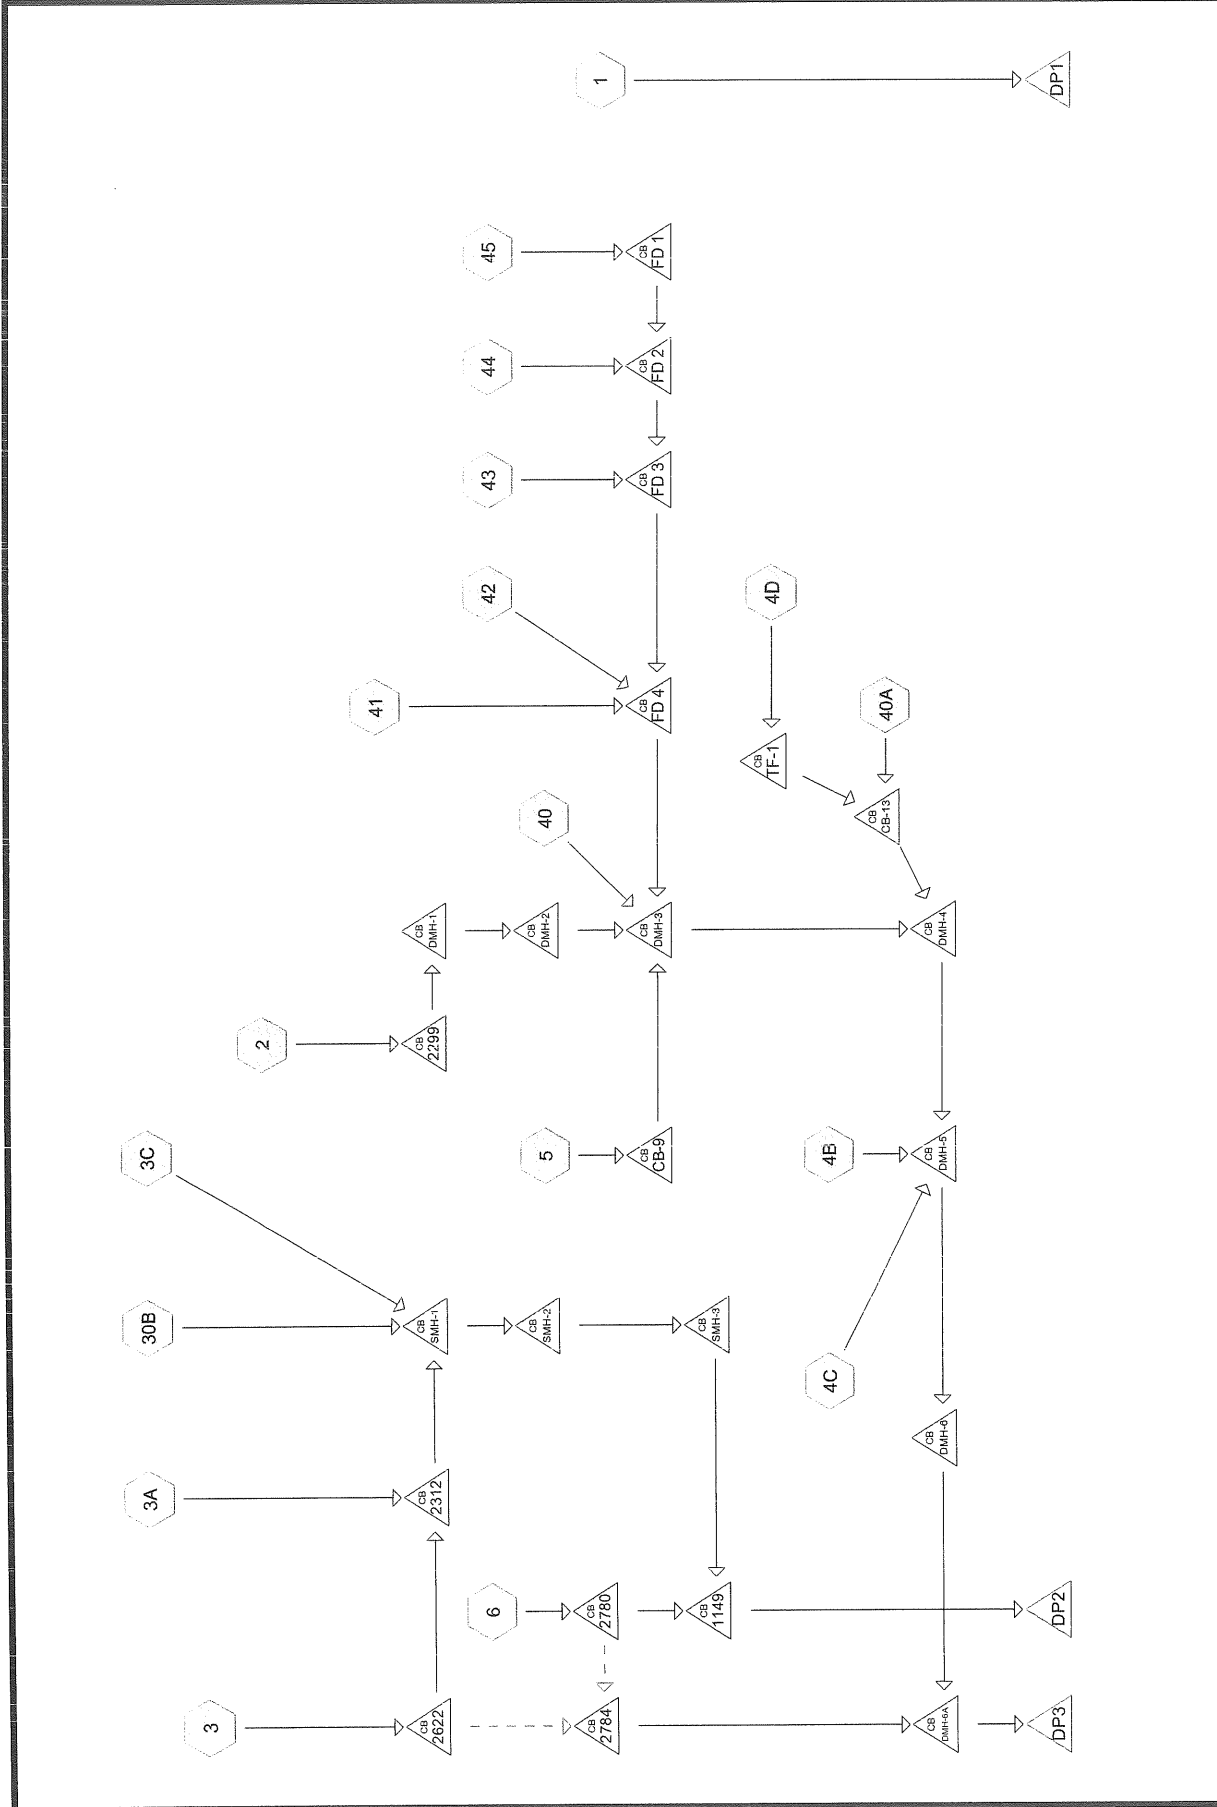 1
DP1
45
CB
FD 1
44
CB
FD 2
43
CB
FD 3
42
41
CB
FD 4
4D
CB
TF-1
40A
CB
CB-13
40
CB
DMH-1
CB
DMH-2
CB
DMH-3
CB
DMH-4
2
CB
2299
3C
5
CB
CB-9
4B
CB
DMH-5
30B
CB
SMH-1
CB
SMH-2
CB
SMH-3
4C
CB
DMH-6
3A
CB
2312
6
CB
2780
CB
1149
DP2
3
CB
2622
CB
2784
CB
DMH-6A
DP3